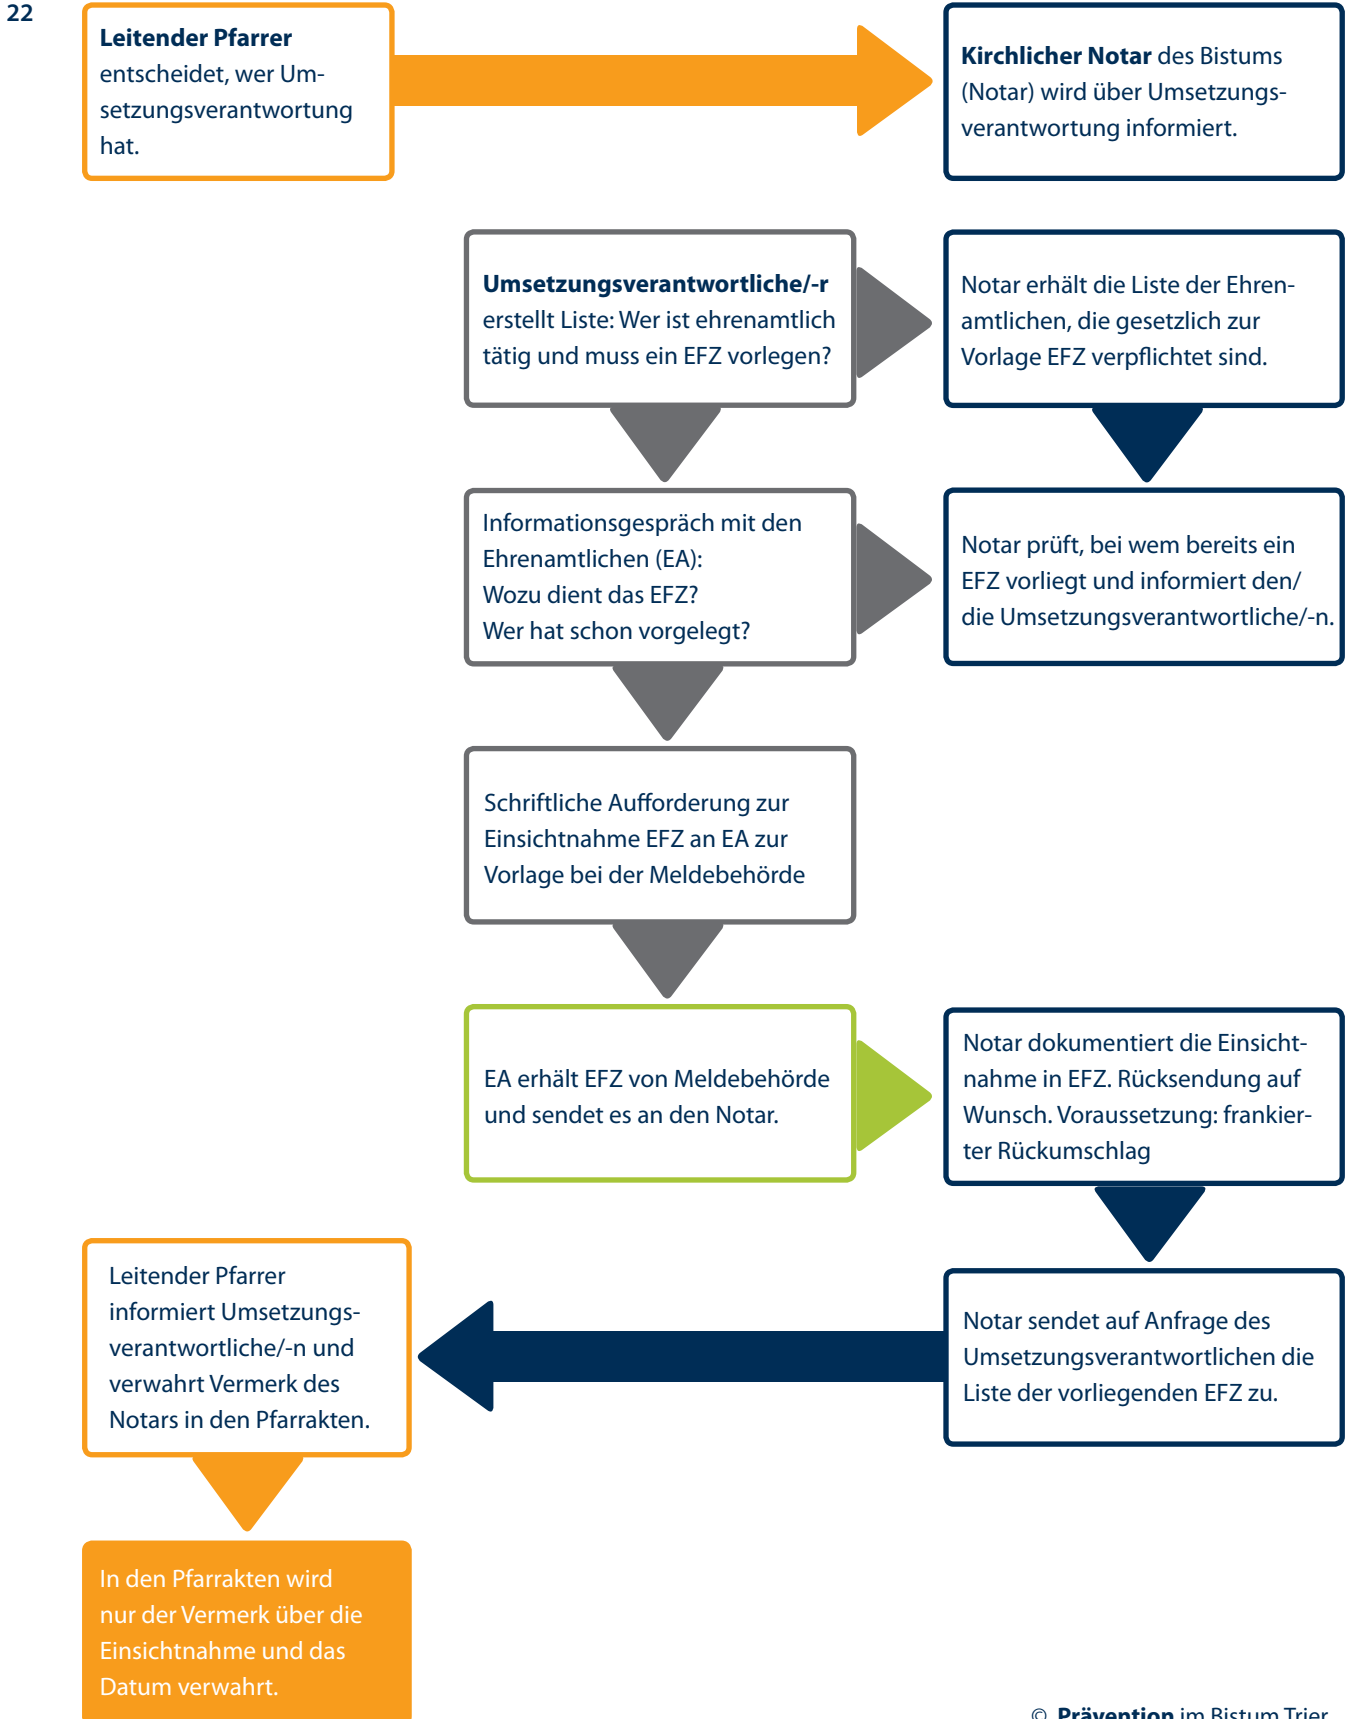 22
Leitender Pfarrer
entscheidet, wer Um-
setzungsverantwortung
hat.
Kirchlicher Notar des Bistums
(Notar) wird über Umsetzungs-
verantwortung informiert.
Umsetzungsverantwortliche/-r
erstellt Liste: Wer ist ehrenamtlich
tätig und muss ein EFZ vorlegen?
Notar erhält die Liste der Ehren-
amtlichen, die gesetzlich zur
Vorlage EFZ verpflichtet sind.
Informationsgespräch mit den
Ehrenamtlichen (EA):
Wozu dient das EFZ?
Wer hat schon vorgelegt?
Notar prüft, bei wem bereits ein
EFZ vorliegt und informiert den/
die Umsetzungsverantwortliche/-n.
Schriftliche Aufforderung zur
Einsichtnahme EFZ an EA zur
Vorlage bei der Meldebehörde
EA erhält EFZ von Meldebehörde
und sendet es an den Notar.
Notar dokumentiert die Einsicht-
nahme in EFZ. Rücksendung auf
Wunsch. Voraussetzung: frankier-
ter Rückumschlag
Leitender Pfarrer
informiert Umsetzungs-
verantwortliche/-n und
verwahrt Vermerk des
Notars in den Pfarrakten.
Notar sendet auf Anfrage des
Umsetzungsverantwortlichen die
Liste der vorliegenden EFZ zu.
In den Pfarrakten wird
nur der Vermerk über die
Einsichtnahme und das
Datum verwahrt.
© Prävention im Bistum Trier